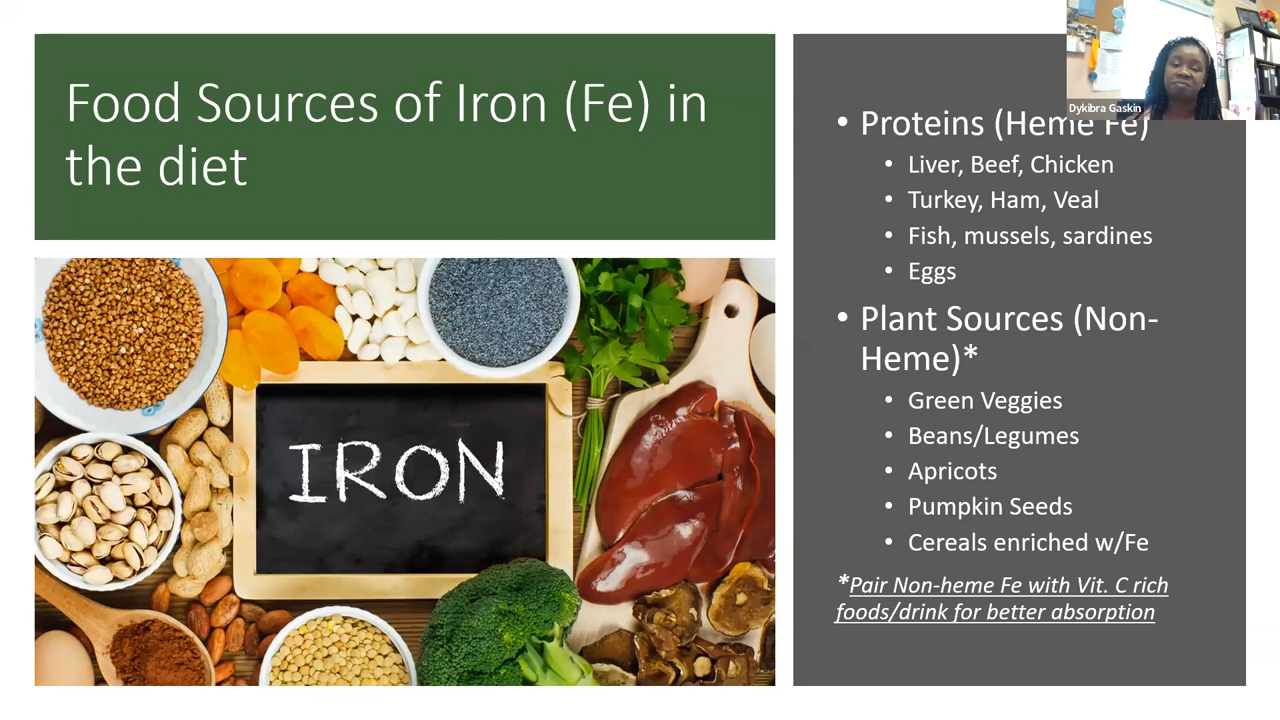 Food Sources of Iron (Fe) in
the diet
IRON
Dykibra Gaskin
• Proteins (Heme Fe)
• Liver, Beef, Chicken
• Turkey, Ham, Veal
• Fish, mussels, sardines
• Eggs
• Plant Sources (Non-
Heme)*
• Green Veggies
• Beans/Legumes
• Apricots
• Pumpkin Seeds
• Cereals enriched w/Fe
*Pair Non-heme Fe with Vit. C rich
foods/drink for better absorption